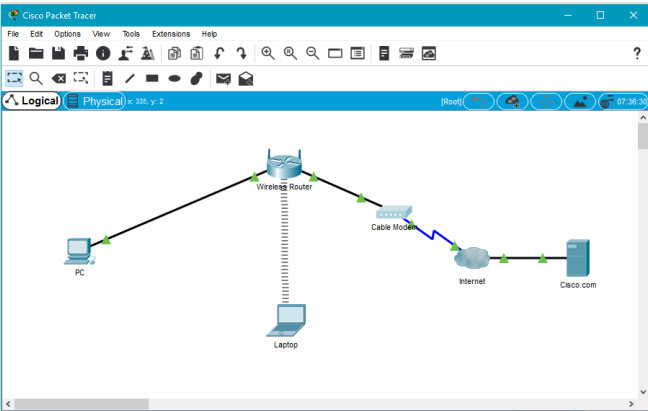 Cisco Packet Tracer
File Edit Options View Tools Extensions Help
?
Logical Physical x: 335, y: 2 [Root] 07:36:30
Wireless Router
Cable Modem
PC
Internet
Cisco.com
Laptop